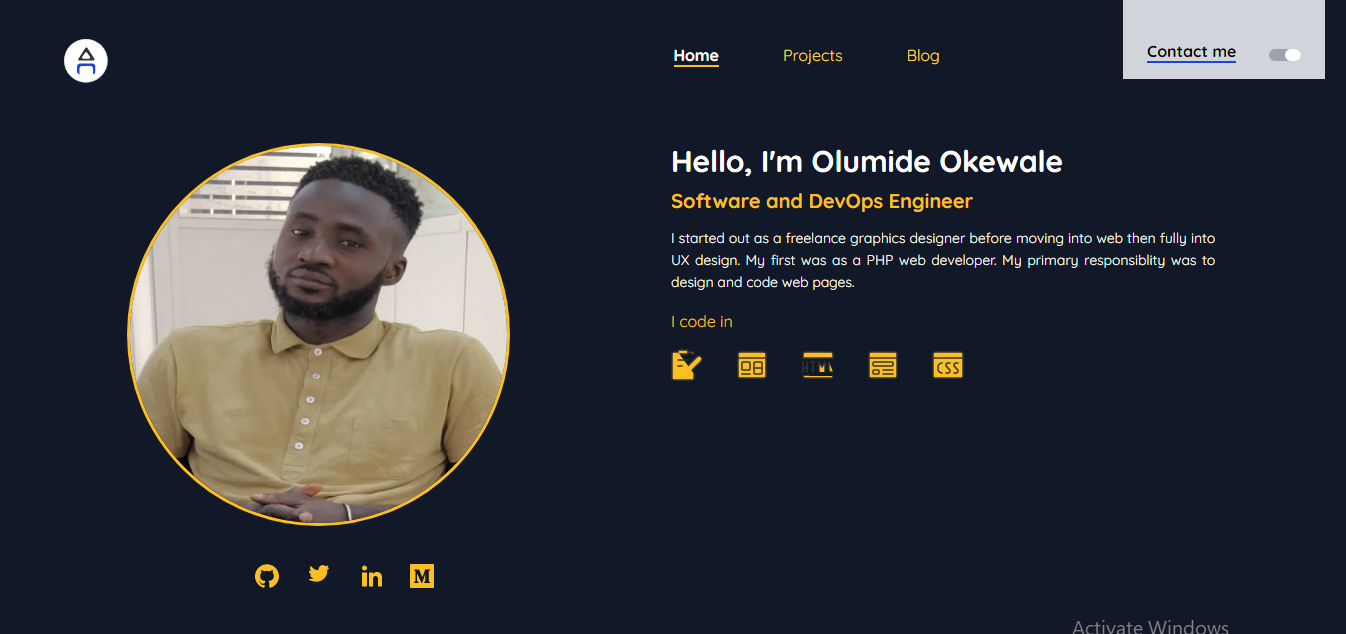 Home Projects Blog Contact me
Hello, I'm Olumide Okewale
Software and DevOps Engineer
I started out as a freelance graphics designer before moving into web then fully into
UX design. My first was as a PHP web developer. My primary responsiblity was to
design and code web pages.
I code in
HTML CSS
in M
Activate Windows